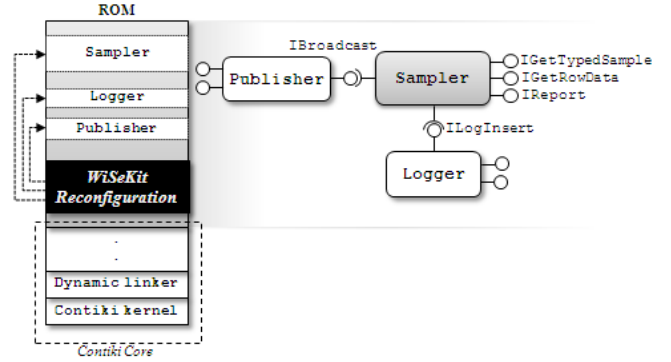 ROM
Sampler
Logger
Publisher
WiSeKit
Reconfiguration
.
.
Dynamic linker
Contiki kernel
Contiki Core
IBroadcast
Publisher
Sampler
IGetTypedSample
IGetRowData
IReport
ILogInsert
Logger